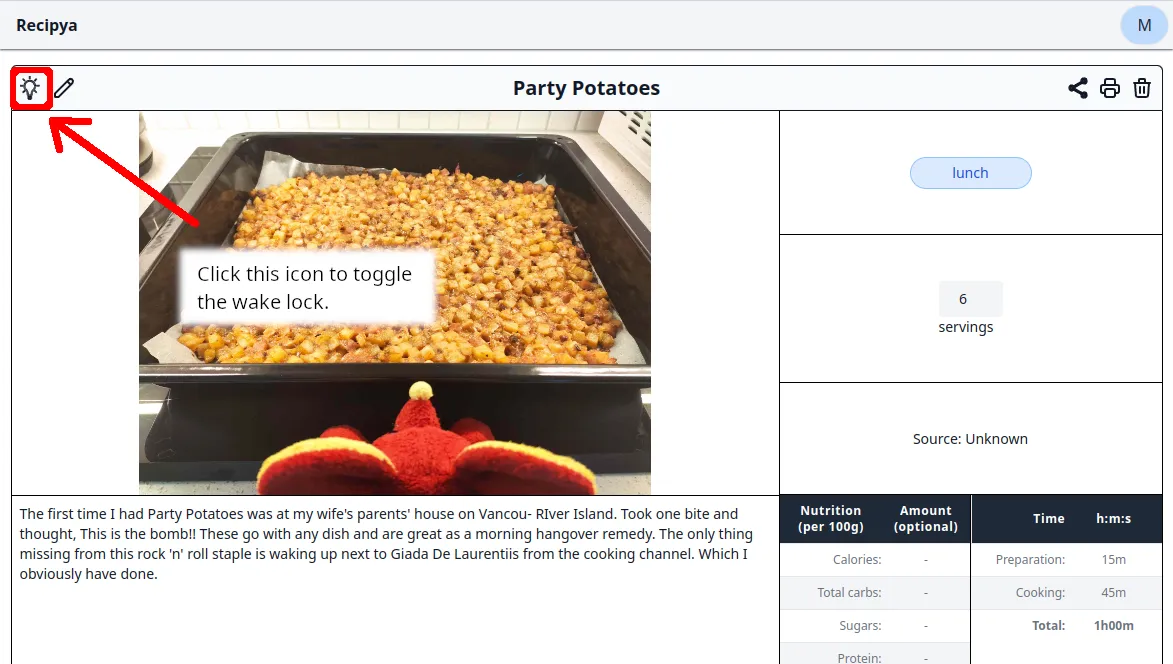 Recipya
M
Party Potatoes
Click this icon to toggle
the wake lock.
lunch
6
servings
Source: Unknown
The first time I had Party Potatoes was at my wife's parents' house on Vancou- RIver Island. Took one bite and
thought, This is the bomb!! These go with any dish and are great as a morning hangover remedy. The only thing
missing from this rock 'n' roll staple is waking up next to Giada De Laurentiis from the cooking channel. Which I
obviously have done.
Nutrition Amount
(per 100g) (optional)
Calories: -
Total carbs: -
Sugars: -
Protein: -
Time h:m:s
Preparation: 15m
Cooking: 45m
Total: 1h00m